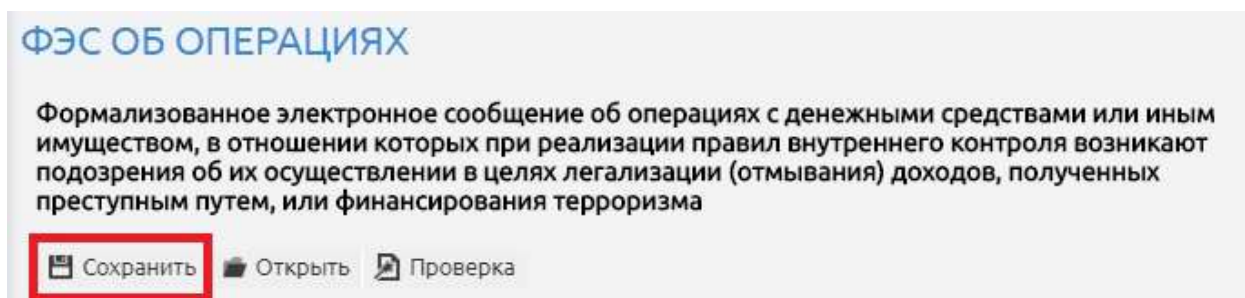 ФЭС ОБ ОПЕРАЦИЯХ
Формализованное электронное сообщение об операциях с денежными средствами или иным
имуществом, в отношении которых при реализации правил внутреннего контроля возникают
подозрения об их осуществлении в целях легализации (отмывания) доходов, полученных
преступным путем, или финансирования терроризма
Сохранить Открыть Проверка